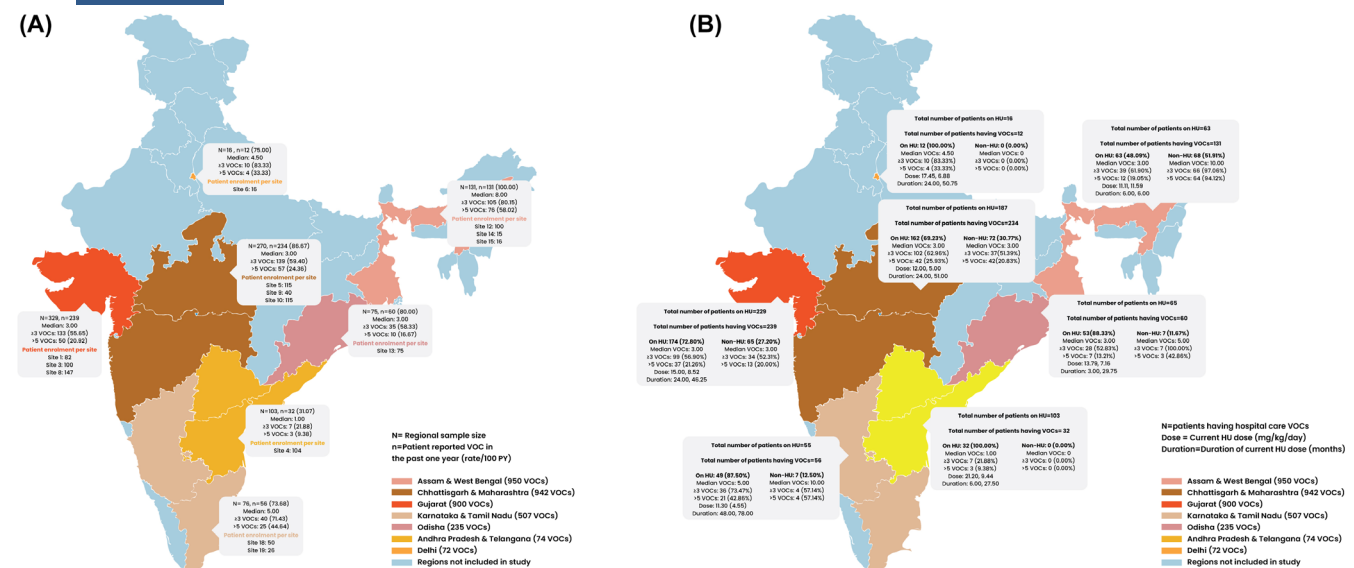 (A)
N=16 , n=12 (75.00)
Median: 4.50
≥3 VOCs: 10 (83.33)
>5 VOCs: 4 (33.33)
Patient enrolment per site
Site 6: 16
N=131, n=131 (100.00)
Median: 8.00
≥3 VOCs: 105 (80.15)
>5 VOCs: 76 (58.02)
Patient enrolment per site
Site 12: 100
Site 14: 15
Site 15: 16
N=270, n=234 (86.67)
Median: 3.00
≥3 VOCs: 139 (59.40)
>5 VOCs: 57 (24.36)
Patient enrolment per site
Site 5: 115
Site 9: 40
Site 10: 115
N=329, n=239
Median: 3.00
≥3 VOCs: 133 (55.65)
>5 VOCs: 50 (20.92)
Patient enrolment per site
Site 1: 82
Site 3: 100
Site 8: 147
N=75, n=60 (80.00)
Median: 3.00
≥3 VOCs: 35 (58.33)
>5 VOCs: 10 (16.67)
Patient enrolment per site
Site 13: 75
N=103, n=32 (31.07)
Median: 1.00
≥3 VOCs: 7 (21.88)
>5 VOCs: 3 (9.38)
Patient enrolment per site
Site 4: 104
N= 76, n=56 (73.68)
Median: 5.00
≥3 VOCs: 40 (71.43)
>5 VOCs: 25 (44.64)
Patient enrolment per site
Site 18: 50
Site 19: 26
N= Regional sample size
n=Patient reported VOC in
the past one year (rate/100 PY)
Assam & West Bengal (950 VOCs)
Chhattisgarh & Maharashtra (942 VOCs)
Gujarat (900 VOCs)
Karnataka & Tamil Nadu (507 VOCs)
Odisha (235 VOCs)
Andhra Pradesh & Telangana (74 VOCs)
Delhi (72 VOCs)
Regions not included in study
(B)
Total number of patients on HU=16
Total number of patients having VOCs=12
On HU: 12 (100.00%) Non-HU: 0 (0.00%)
Median VOCs: 4.50 Median VOCs: 0
≥3 VOCs: 10 (83.33%) ≥3 VOCs: 0 (0.00%)
>5 VOCs: 4 (33.33%) >5 VOCs: 0 (0.00%)
Dose: 17.45, 6.88
Duration: 24.00, 50.75
Total number of patients on HU=63
Total number of patients having VOCs=131
On HU: 63 (48.09%) Non-HU: 68 (51.91%)
Median VOCs: 3.00 Median VOCs: 10.00
≥3 VOCs: 39 (61.90%) ≥3 VOCs: 66 (97.06%)
>5 VOCs: 12 (19.05%) >5 VOCs: 64 (94.12%)
Dose: 11.11, 11.59
Duration: 6.00, 6.00
Total number of patients on HU=187
Total number of patients having VOCs=234
On HU: 162 (69.23%) Non-HU: 72 (30.77%)
Median VOCs: 3.00 Median VOCs: 3.00
≥3 VOCs: 102 (62.96%) ≥3 VOCs: 37(51.39%)
>5 VOCs: 42 (25.93%) >5 VOCs: 42(20.83%)
Dose: 12.00, 5.00
Duration: 24.00, 51.00
Total number of patients on HU=229
Total number of patients having VOCs=239
On HU: 174 (72.80%) Non-HU: 65 (27.20%)
Median VOCs: 3.00 Median VOCs: 3.00
≥3 VOCs: 99 (56.90%) ≥3 VOCs: 34 (52.31%)
>5 VOCs: 37 (21.26%) >5 VOCs: 13 (20.00%)
Dose: 15.00, 8.52
Duration: 24.00, 46.25
Total number of patients on HU=65
Total number of patients having VOCs=60
On HU: 53(88.33%) Non-HU: 7 (11.67%)
Median VOCs: 3.00 Median VOCs: 5.00
≥3 VOCs: 28 (52.83%) ≥3 VOCs: 7 (100.00%)
>5 VOCs: 7 (13.21%) >5 VOCs: 3 (42.86%)
Dose: 13.79, 7.16
Duration: 3.00, 29.75
Total number of patients on HU=103
Total number of patients having VOCs= 32
On HU: 32 (100.00%) Non-HU: 0 (0.00%)
Median VOCs: 1.00 Median VOCs: 0
≥3 VOCs: 7 (21.88%) ≥3 VOCs: 0 (0.00%)
>5 VOCs: 3 (9.38%) >5 VOCs: 0 (0.00%)
Dose: 21.20, 9.44
Duration: 6.00, 27.50
Total number of patients on HU=55
Total number of patients having VOCs=56
On HU: 49 (87.50%) Non-HU: 7 (12.50%)
Median VOCs: 5.00 Median VOCs: 10.00
≥3 VOCs: 36 (73.47%) ≥3 VOCs: 4 (57.14%)
>5 VOCs: 21 (42.86%) >5 VOCs: 4 (57.14%)
Dose: 11.30 (4.55)
Duration: 48.00, 78.00
N=patients having hospital care VOCs
Dose = Current HU dose (mg/kg/day)
Duration=Duration of current HU dose (months)
Assam & West Bengal (950 VOCs)
Chhattisgarh & Maharashtra (942 VOCs)
Gujarat (900 VOCs)
Karnataka & Tamil Nadu (507 VOCs)
Odisha (235 VOCs)
Andhra Pradesh & Telangana (74 VOCs)
Delhi (72 VOCs)
Regions not included in study